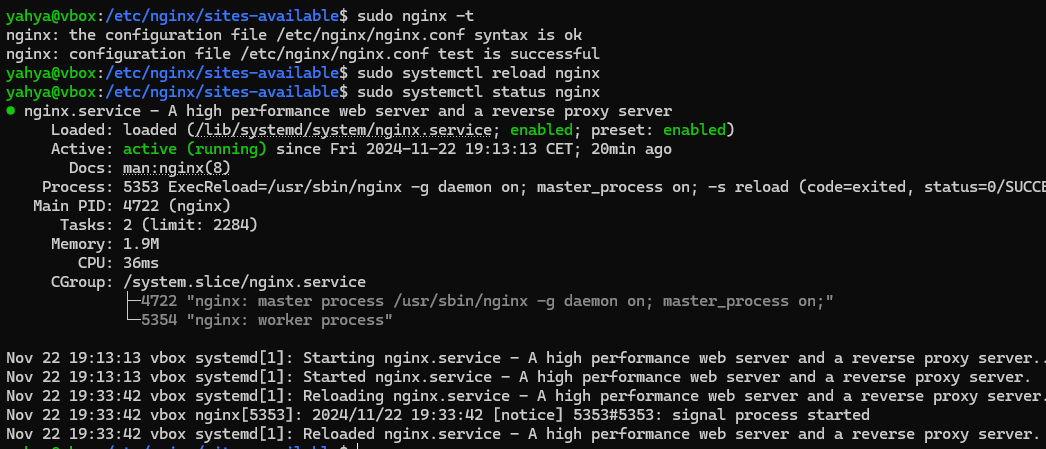 yahya@vbox:/etc/nginx/sites-available$ sudo nginx -t
nginx: the configuration file /etc/nginx/nginx.conf syntax is ok
nginx: configuration file /etc/nginx/nginx.conf test is successful
yahya@vbox:/etc/nginx/sites-available$ sudo systemctl reload nginx
yahya@vbox:/etc/nginx/sites-available$ sudo systemctl status nginx
● nginx.service - A high performance web server and a reverse proxy server
Loaded: loaded (/lib/systemd/system/nginx.service; enabled; preset: enabled)
Active: active (running) since Fri 2024-11-22 19:13:13 CET; 20min ago
Docs: man:nginx(8)
Process: 5353 ExecReload=/usr/sbin/nginx -g daemon on; master_process on; -s reload (code=exited, status=0/SUCCE
Main PID: 4722 (nginx)
Tasks: 2 (limit: 2284)
Memory: 1.9M
CPU: 36ms
CGroup: /system.slice/nginx.service
├─4722 "nginx: master process /usr/sbin/nginx -g daemon on; master_process on;"
└─5354 "nginx: worker process"
Nov 22 19:13:13 vbox systemd[1]: Starting nginx.service - A high performance web server and a reverse proxy server..
Nov 22 19:13:13 vbox systemd[1]: Started nginx.service - A high performance web server and a reverse proxy server.
Nov 22 19:33:42 vbox systemd[1]: Reloading nginx.service - A high performance web server and a reverse proxy server.
Nov 22 19:33:42 vbox nginx[5353]: 2024/11/22 19:33:42 [notice] 5353#5353: signal process started
Nov 22 19:33:42 vbox systemd[1]: Reloaded nginx.service - A high performance web server and a reverse proxy server.
yahya@vbox:/etc/nginx/sites-available$